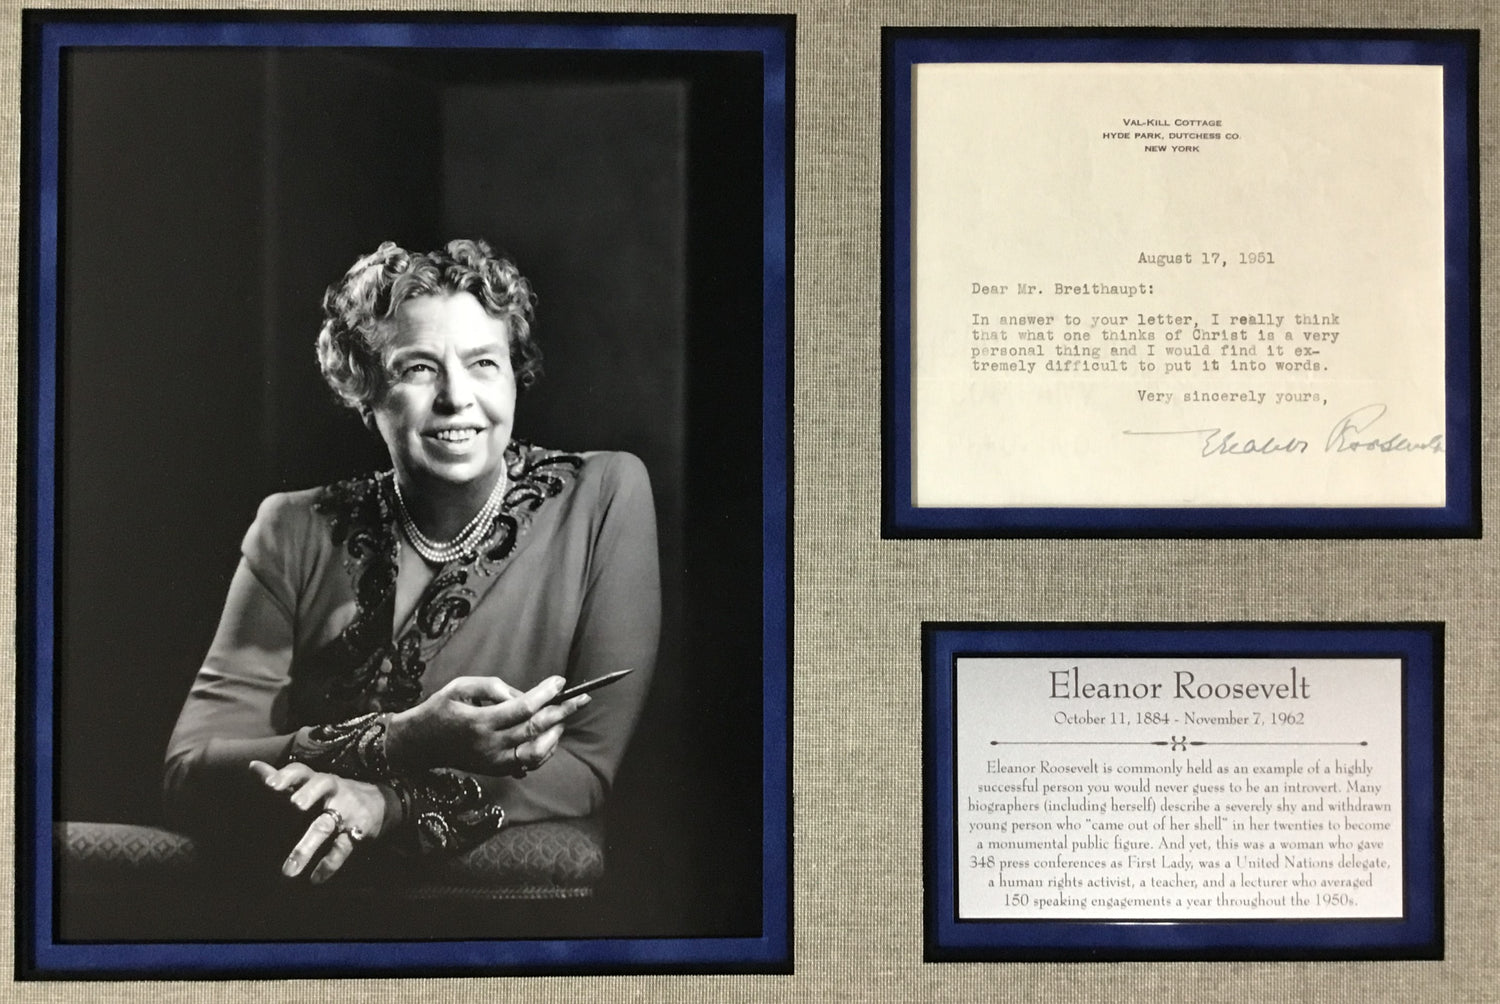 VAL-KILL COTTAGE
HYDE PARK, DUTCHESS CO.
NEW YORK
August 17, 1951
Dear Mr. Breithaupt:
In answer to your letter, I really think
that what one thinks of Christ is a very
personal thing and I would find it ex-
tremely difficult to put it into words.
Very sincerely yours,
Eleanor Roosevelt
Eleanor Roosevelt
October 11, 1884 - November 7, 1962
Eleanor Roosevelt is commonly held as an example of a highly
successful person you would never guess to be an introvert. Many
biographers (including herself) describe a severely shy and withdrawn
young person who "came out of her shell" in her twenties to become
a monumental public figure. And yet, this was a woman who gave
348 press conferences as First Lady, was a United Nations delegate,
a human rights activist, a teacher, and a lecturer who averaged
150 speaking engagements a year throughout the 1950s.